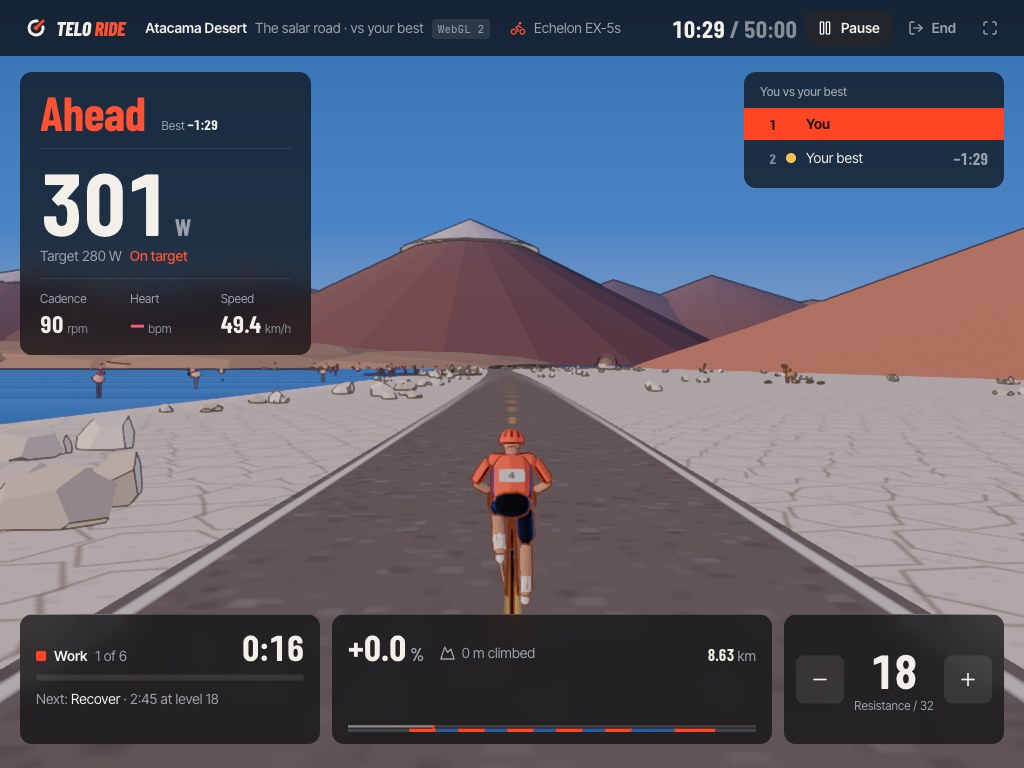 TELO RIDE Atacama Desert The salar road · vs your best WebGL 2 Echelon EX-5s 10:29 / 50:00 Pause End
Ahead Best −1:29
301 W
Target 280 W On target
Cadence Heart Speed
90 rpm – bpm 49.4 km/h
You vs your best
1 You
2 Your best −1:29
4
Work 1 of 6 0:16
Next: Recover · 2:45 at level 18
+0.0 % 0 m climbed 8.63 km
− 18 +
Resistance / 32